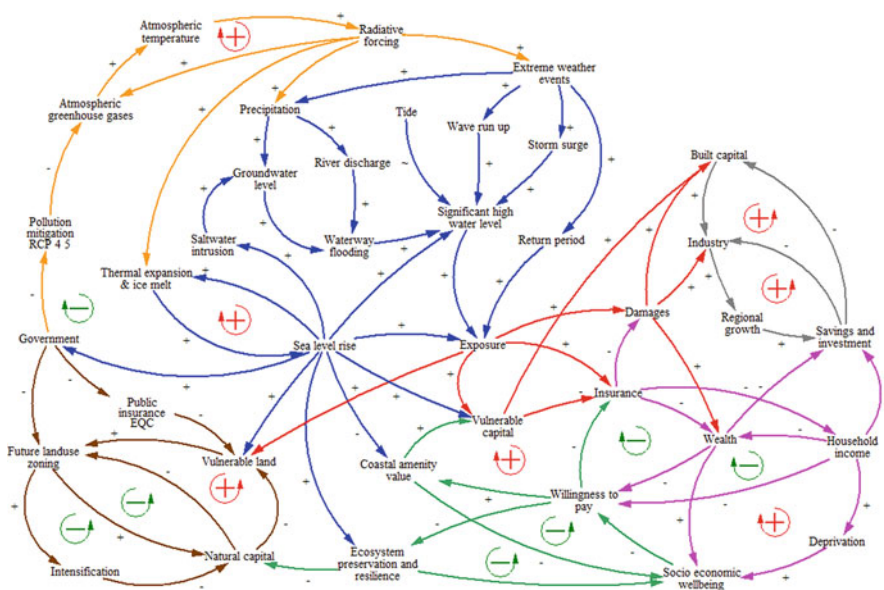 Atmospheric
temperature
Radiative
forcing
Extreme weather
events
Atmospheric
greenhouse gases
Precipitation
Tide
Wave run up
Storm surge
River discharge
Groundwater
level
Built capital
Pollution
mitigation
RCP 4 5
Saltwater
intrusion
Waterway
flooding
Significant high
water level
Return period
Industry
Thermal expansion
& ice melt
Government
Sea level rise
Exposure
Damages
Regional
growth
Savings and
investment
Public
insurance
EQC
Insurance
Vulnerable
capital
Wealth
Household
income
Future landuse
zoning
Vulnerable land
Coastal amenity
value
Willingness to
pay
Deprivation
Intensification
Natural capital
Ecosystem
preservation and
resilience
Socio economic
wellbeing